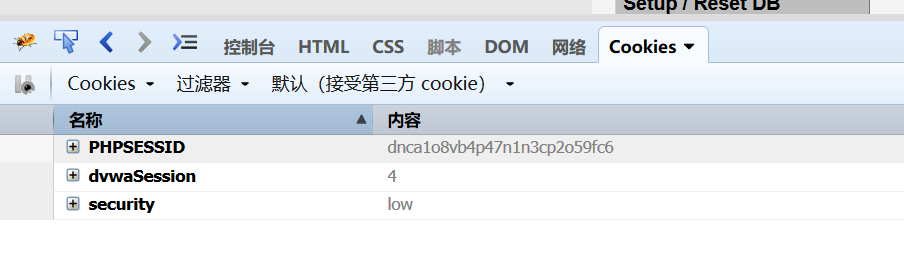 Setup / Reset DB
控制台 HTML CSS 脚本 DOM 网络 Cookies
Cookies 过滤器 默认（接受第三方 cookie）
名称 内容
PHPSESSID dnca1o8vb4p47n1n3cp2o59fc6
dvwaSession 4
security low